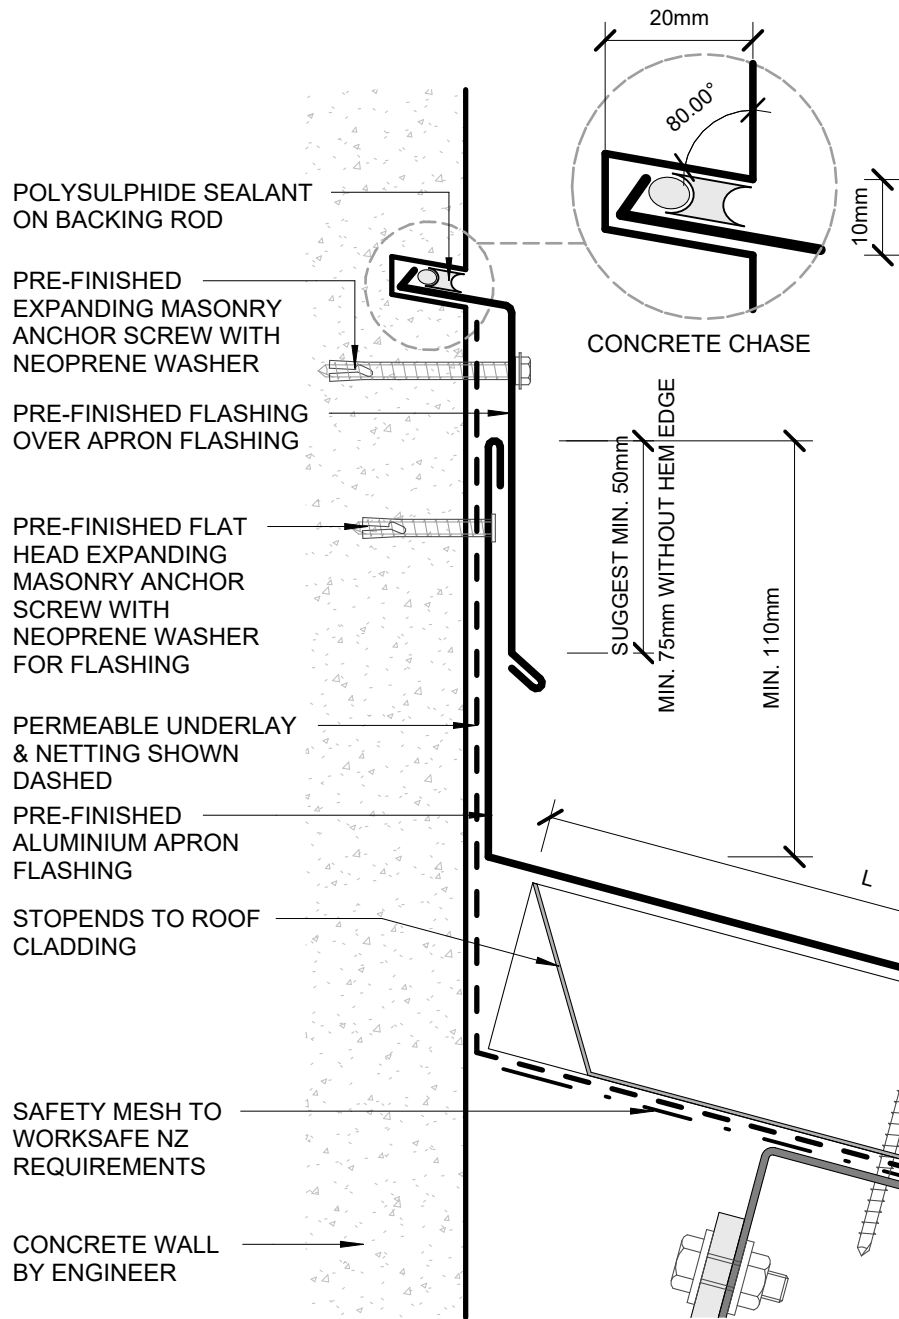 20mm
80.00°
10mm
CONCRETE CHASE
POLYSULPHIDE SEALANT
ON BACKING ROD
PRE-FINISHED
EXPANDING MASONRY
ANCHOR SCREW WITH
NEOPRENE WASHER
PRE-FINISHED FLASHING
OVER APRON FLASHING
PRE-FINISHED FLAT
HEAD EXPANDING
MASONRY ANCHOR
SCREW WITH
NEOPRENE WASHER
FOR FLASHING
PERMEABLE UNDERLAY
& NETTING SHOWN
DASHED
PRE-FINISHED
ALUMINIUM APRON
FLASHING
STOPENDS TO ROOF
CLADDING
SAFETY MESH TO
WORKSAFE NZ
REQUIREMENTS
CONCRETE WALL
BY ENGINEER
SUGGEST MIN. 50mm
MIN. 75mm WITHOUT HEM EDGE
MIN. 110mm
L